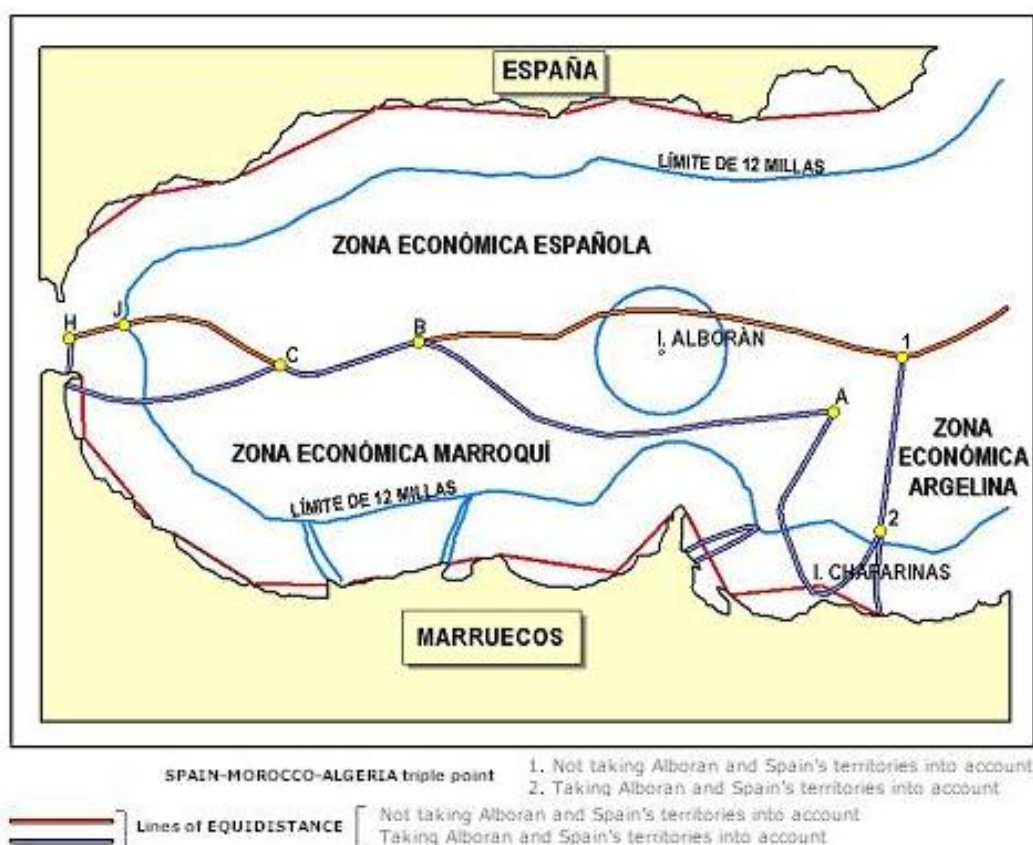 ESPAÑA
LÍMITE DE 12 MILLAS
ZONA ECONÓMICA ESPAÑOLA
H
J
C
B
I. ALBORÀN
1
A
ZONA
ECONÓMICA
ARGELINA
ZONA ECONÓMICA MARROQUÍ
LÍMITE DE 12 MILLAS
2
I. CHAFARINAS
MARRUECOS
SPAIN-MOROCCO-ALGERIA triple point
1. Not taking Alboran and Spain's territories into account
2. Taking Alboran and Spain's territories into account
Lines of EQUIDISTANCE
Not taking Alboran and Spain's territories into account
Taking Alboran and Spain's territories into account